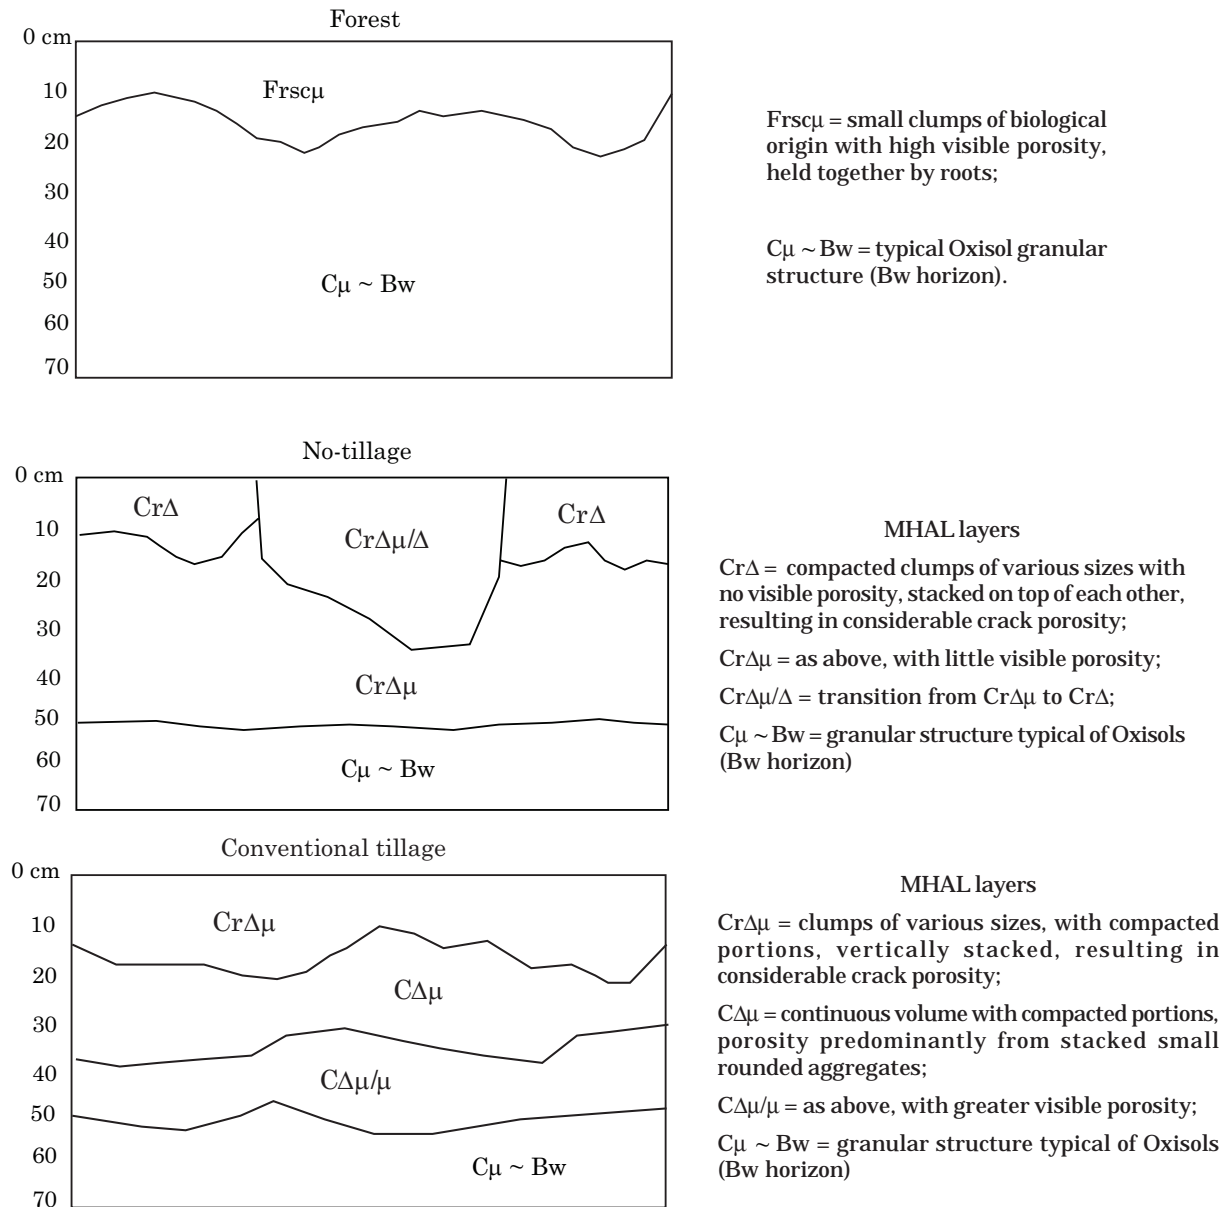 Forest
0 cm
10
20
30
40
50
60
70
Frscμ
Cμ ~ Bw
Frscμ = small clumps of biological
origin with high visible porosity,
held together by roots;
Cμ ~ Bw = typical Oxisol granular
structure (Bw horizon).
No-tillage
0 cm
10
20
30
40
50
60
70
CrΔ
CrΔμ/Δ
CrΔ
CrΔμ
Cμ ~ Bw
MHAL layers
CrΔ = compacted clumps of various sizes with
no visible porosity, stacked on top of each other,
resulting in considerable crack porosity;
CrΔμ = as above, with little visible porosity;
CrΔμ/Δ = transition from CrΔμ to CrΔ;
Cμ ~ Bw = granular structure typical of Oxisols
(Bw horizon)
Conventional tillage
0 cm
10
20
30
40
50
60
70
CrΔμ
CΔμ
CΔμ/μ
Cμ ~ Bw
MHAL layers
CrΔμ = clumps of various sizes, with compacted
portions, vertically stacked, resulting in
considerable crack porosity;
CΔμ = continuous volume with compacted portions,
porosity predominantly from stacked small
rounded aggregates;
CΔμ/μ = as above, with greater visible porosity;
Cμ ~ Bw = granular structure typical of Oxisols
(Bw horizon)